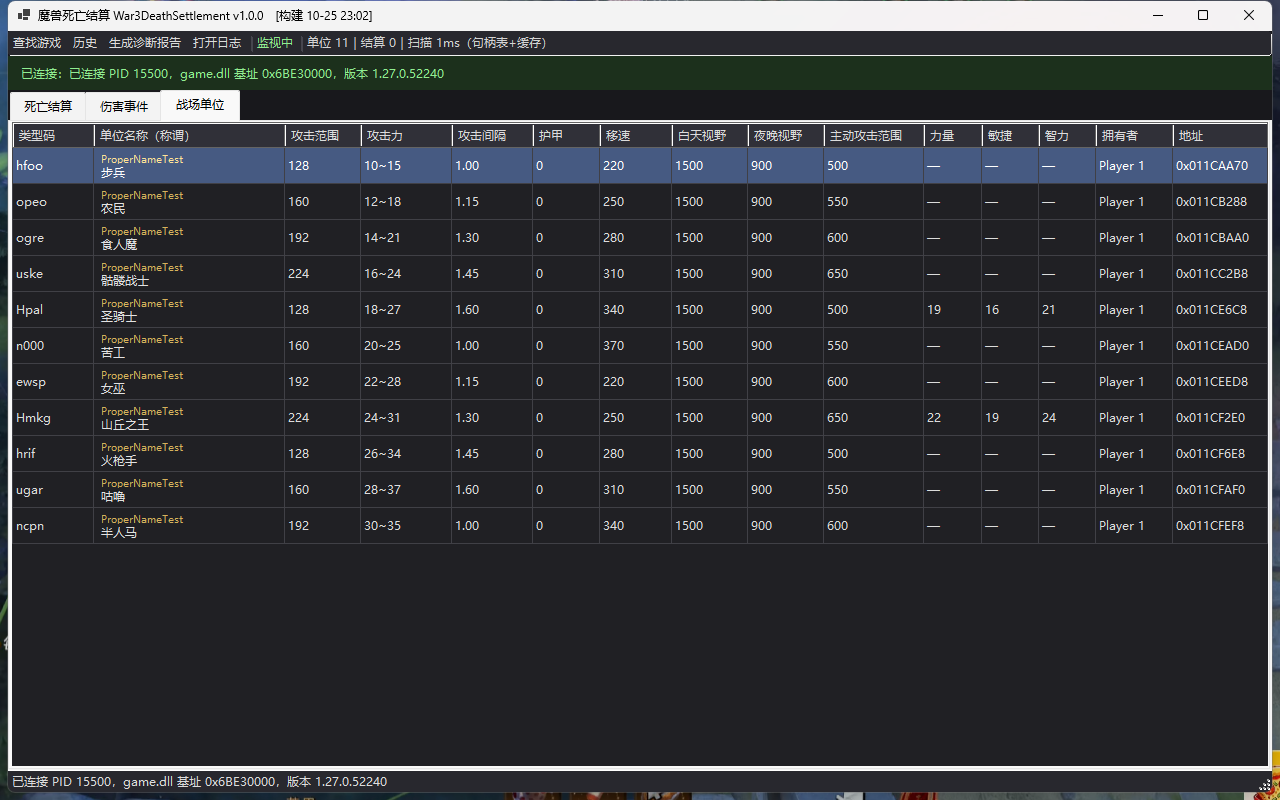 魔兽死亡结算 War3DeathSettlement v1.0.0 [构建 10-25 23:02]
查找游戏 历史 生成诊断报告 打开日志 | 监视中 | 单位 11 | 结算 0 | 扫描 1ms（句柄表+缓存）
已连接：已连接 PID 15500，game.dll 基址 0x6BE30000，版本 1.27.0.52240
死亡结算 伤害事件 战场单位
类型码 单位名称（称谓） 攻击范围 攻击力 攻击间隔 护甲 移速 白天视野 夜晚视野 主动攻击范围 力量 敏捷 智力 拥有者 地址
ProperNameTest
hfoo 步兵 128 10~15 1.00 0 220 1500 900 500 — — — Player 1 0x011CAA70
ProperNameTest
opeo 农民 160 12~18 1.15 0 250 1500 900 550 — — — Player 1 0x011CB288
ProperNameTest
ogre 食人魔 192 14~21 1.30 0 280 1500 900 600 — — — Player 1 0x011CBAA0
ProperNameTest
uske 骷髅战士 224 16~24 1.45 0 310 1500 900 650 — — — Player 1 0x011CC2B8
ProperNameTest
Hpal 圣骑士 128 18~27 1.60 0 340 1500 900 500 19 16 21 Player 1 0x011CE6C8
ProperNameTest
n000 苦工 160 20~25 1.00 0 370 1500 900 550 — — — Player 1 0x011CEAD0
ProperNameTest
ewsp 女巫 192 22~28 1.15 0 220 1500 900 600 — — — Player 1 0x011CEED8
ProperNameTest
Hmkg 山丘之王 224 24~31 1.30 0 250 1500 900 650 22 19 24 Player 1 0x011CF2E0
ProperNameTest
hrif 火枪手 128 26~34 1.45 0 280 1500 900 500 — — — Player 1 0x011CF6E8
ProperNameTest
ugar 咕噜 160 28~37 1.60 0 310 1500 900 550 — — — Player 1 0x011CFAF0
ProperNameTest
ncpn 半人马 192 30~35 1.00 0 340 1500 900 600 — — — Player 1 0x011CFEF8
已连接 PID 15500，game.dll 基址 0x6BE30000，版本 1.27.0.52240